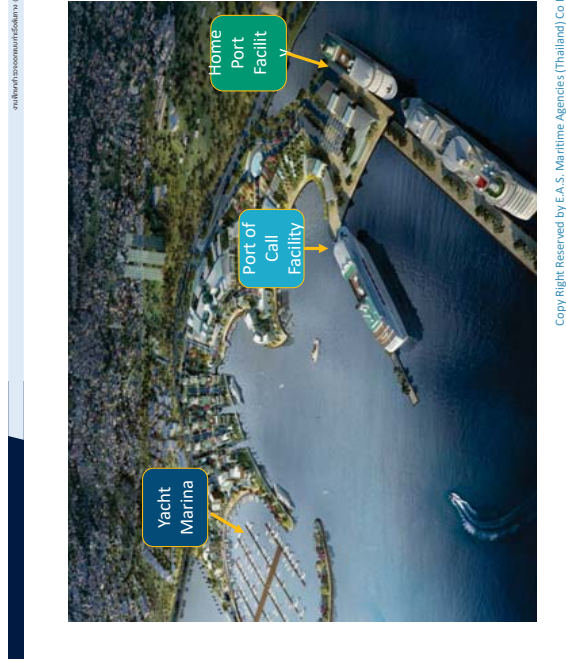 Home
Port
Facilit
y
Port of
Call
Facility
Yacht
Marina
Copy Right Reserved by E.A.S. Maritime Agencies (Thailand) Co